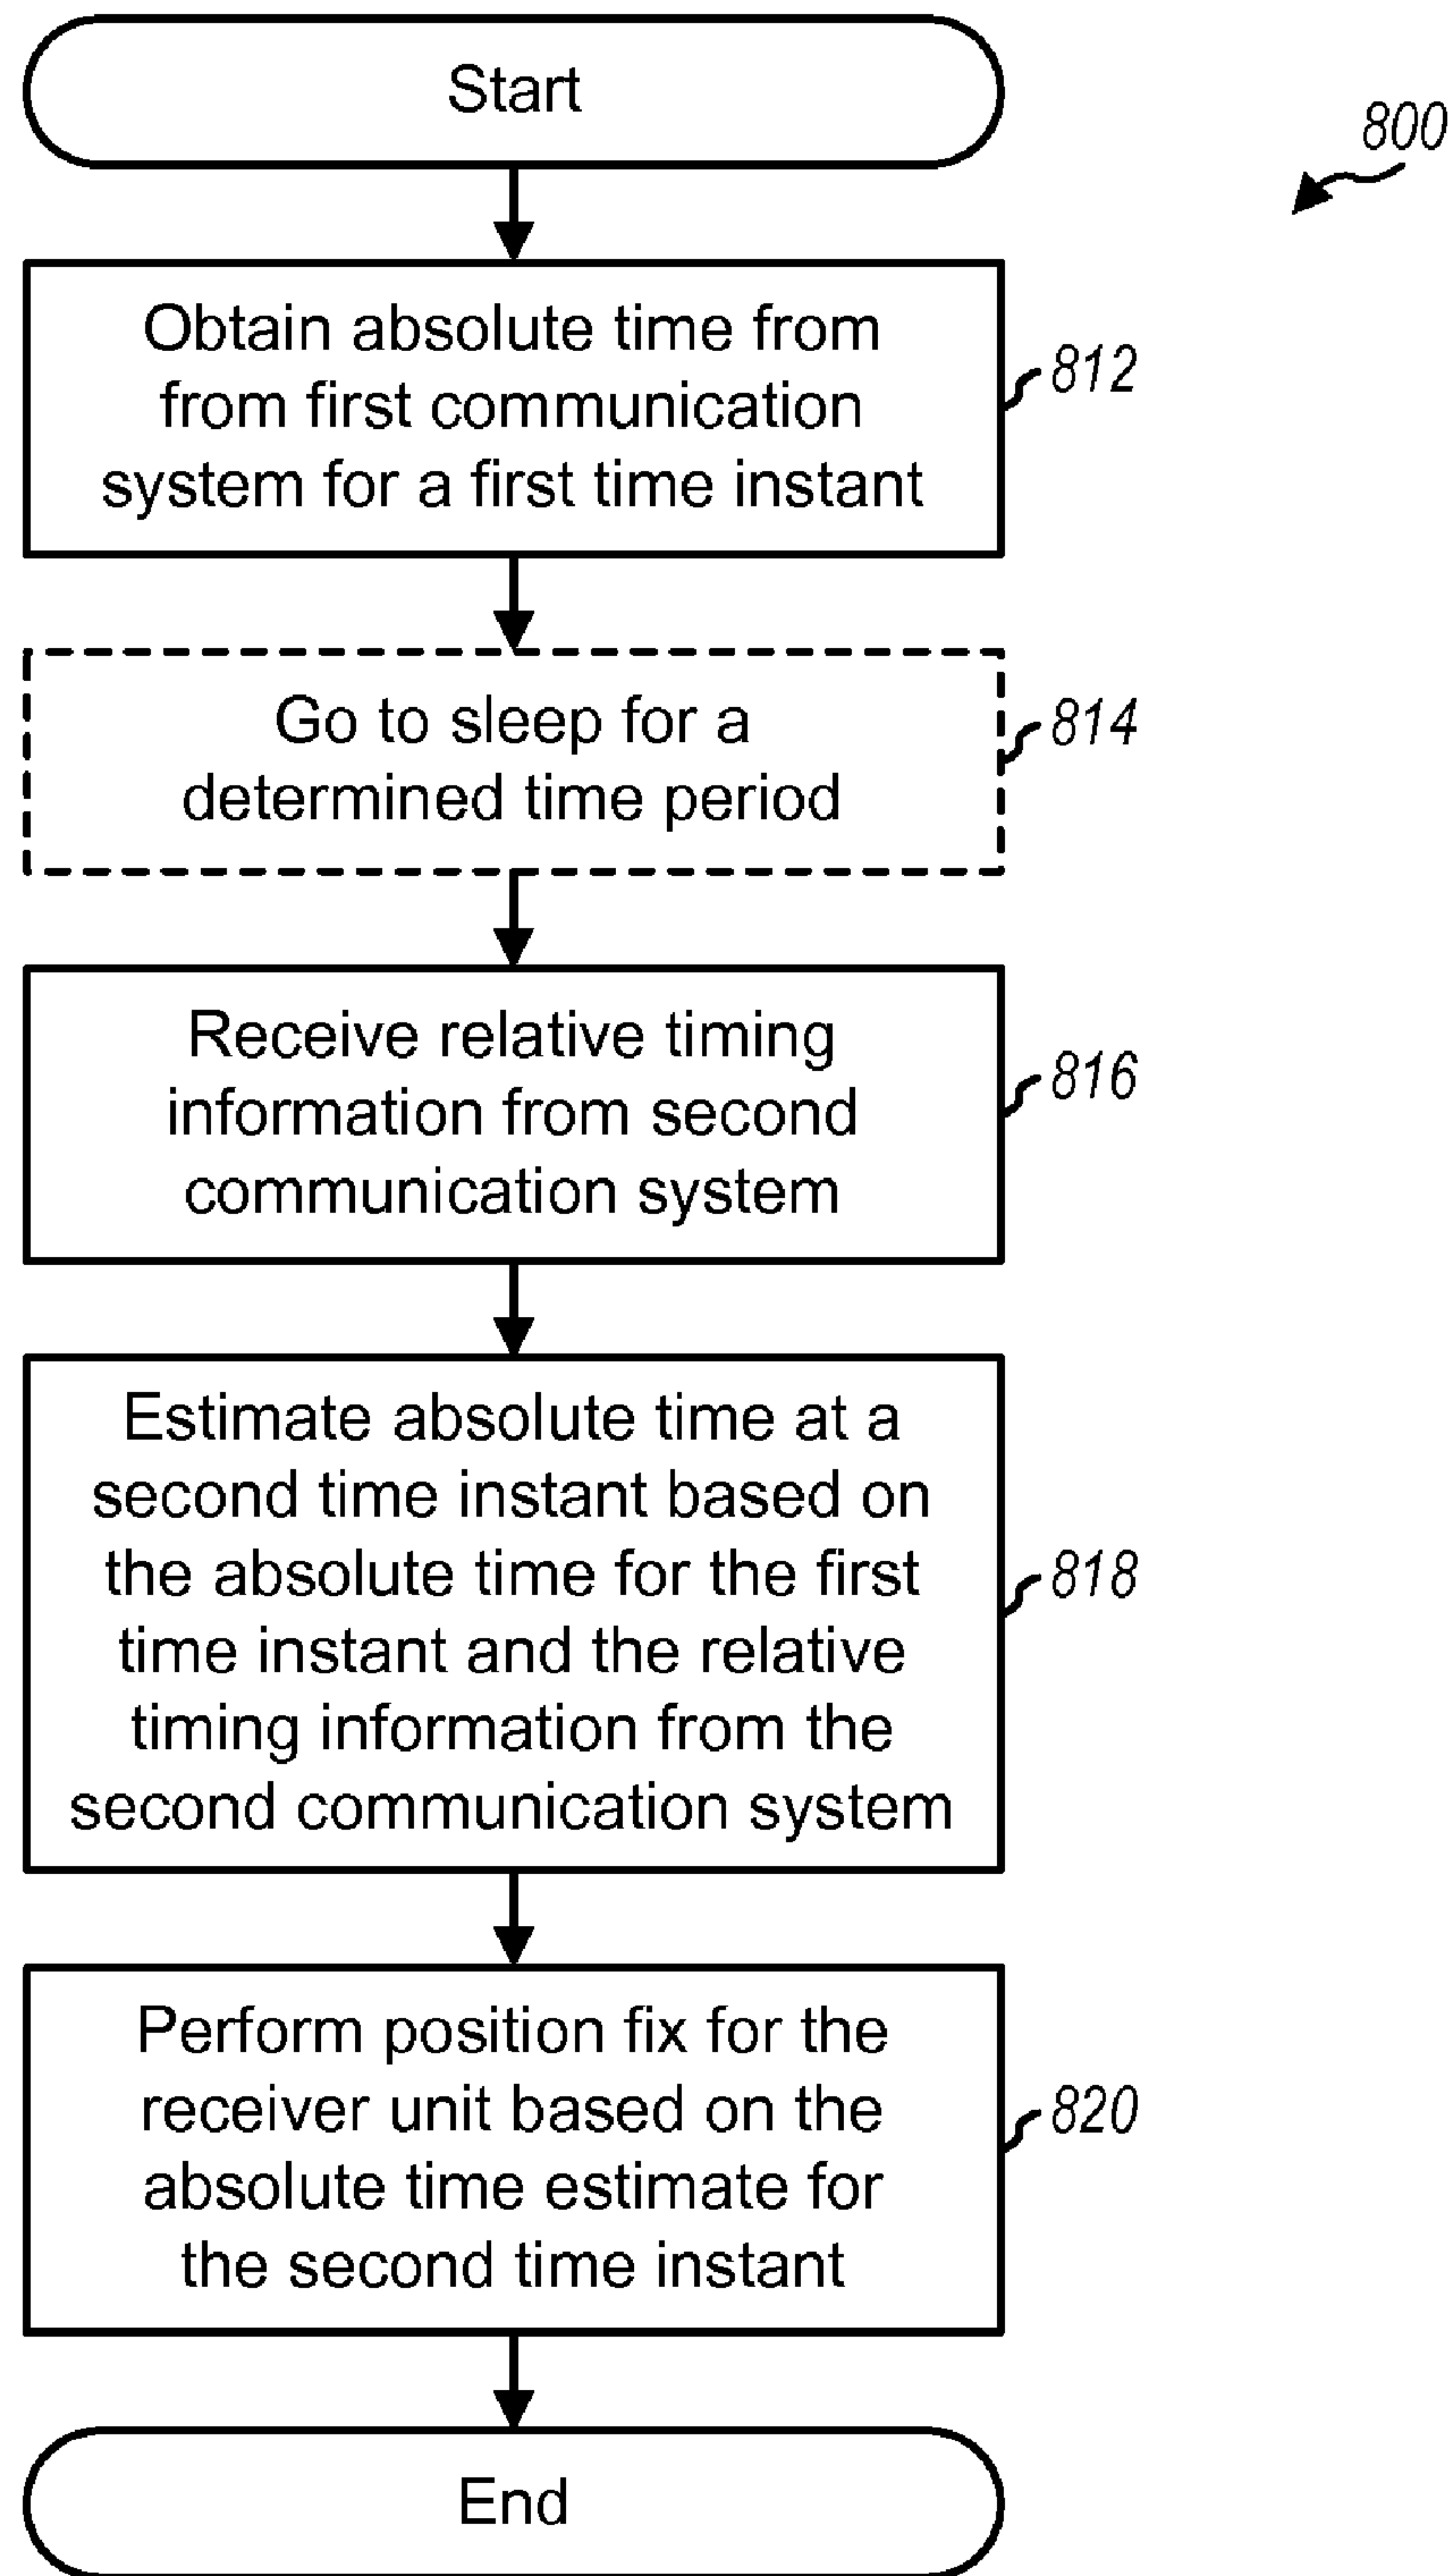 Start
800
Obtain absolute time from
from first communication
system for a first time instant
812
Go to sleep for a
determined time period
814
Receive relative timing
information from second
communication system
816
Estimate absolute time at a
second time instant based on
the absolute time for the first
time instant and the relative
timing information from the
second communication system
818
Perform position fix for the
receiver unit based on the
absolute time estimate for
the second time instant
820
End